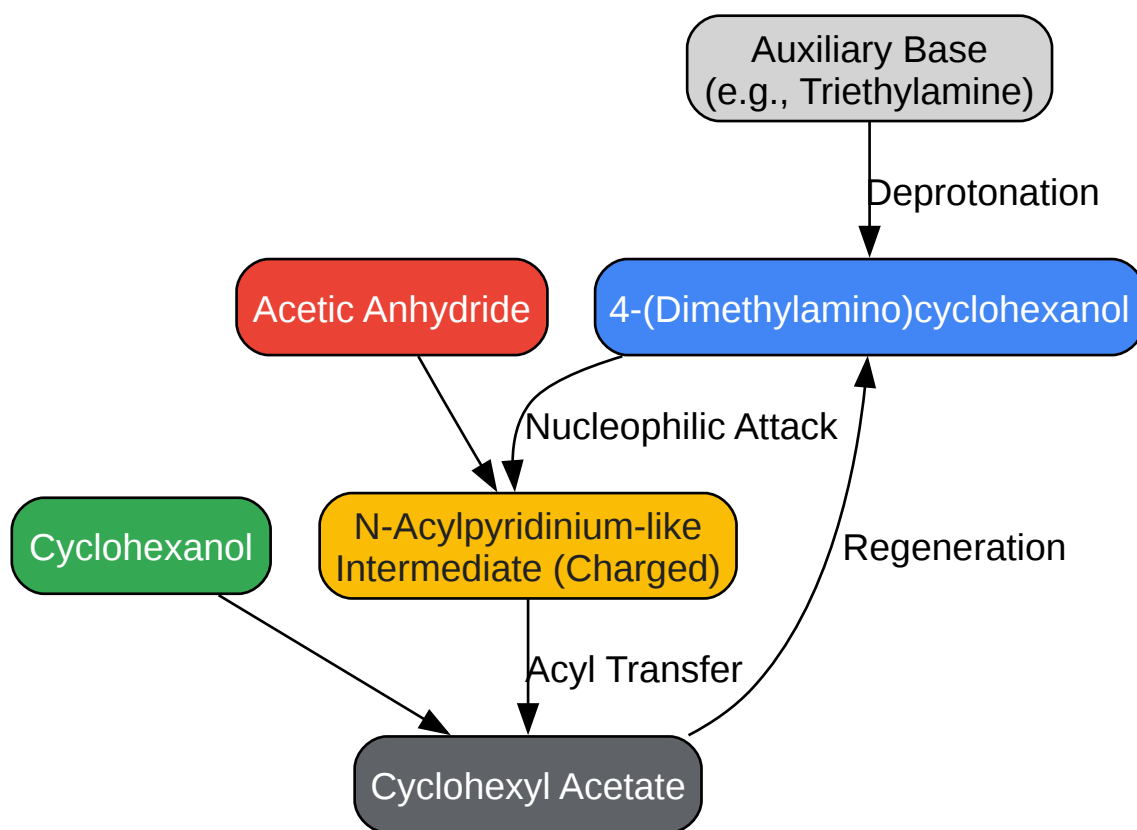 Auxiliary Base
(e.g., Triethylamine)
Deprotonation
Acetic Anhydride
4-(Dimethylamino)cyclohexanol
Nucleophilic Attack
Cyclohexanol
N-Acylpyridinium-like
Intermediate (Charged)
Regeneration
Acyl Transfer
Cyclohexyl Acetate